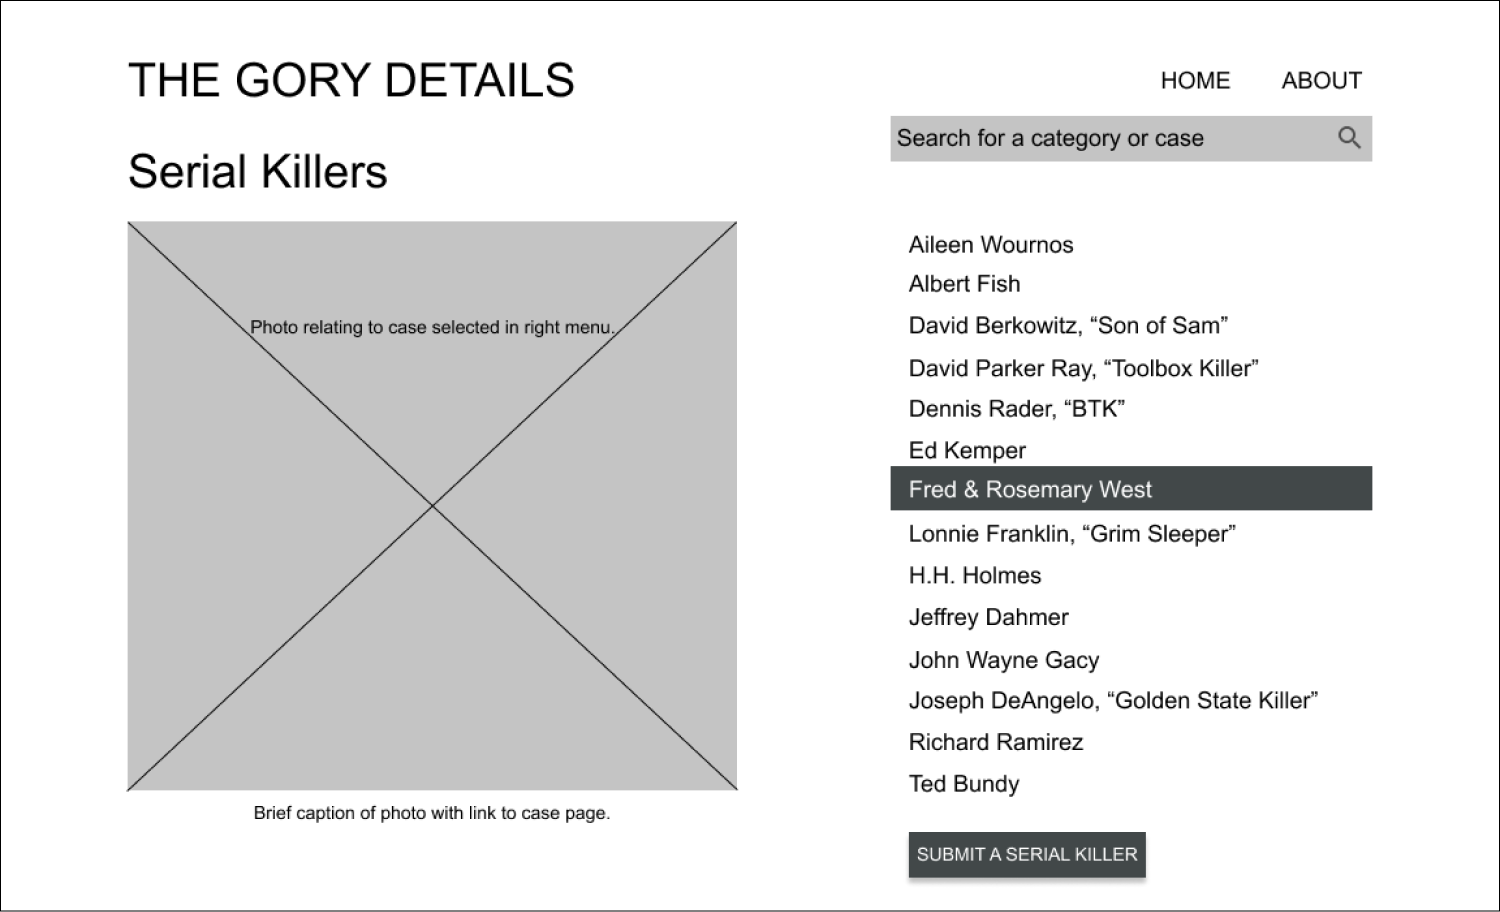 THE GORY DETAILS
HOME ABOUT
Search for a category or case
Serial Killers
Photo relating to case selected in right menu.
Brief caption of photo with link to case page.
Aileen Wournos
Albert Fish
David Berkowitz, “Son of Sam”
David Parker Ray, “Toolbox Killer”
Dennis Rader, “BTK”
Ed Kemper
Fred & Rosemary West
Lonnie Franklin, “Grim Sleeper”
H.H. Holmes
Jeffrey Dahmer
John Wayne Gacy
Joseph DeAngelo, “Golden State Killer”
Richard Ramirez
Ted Bundy
SUBMIT A SERIAL KILLER